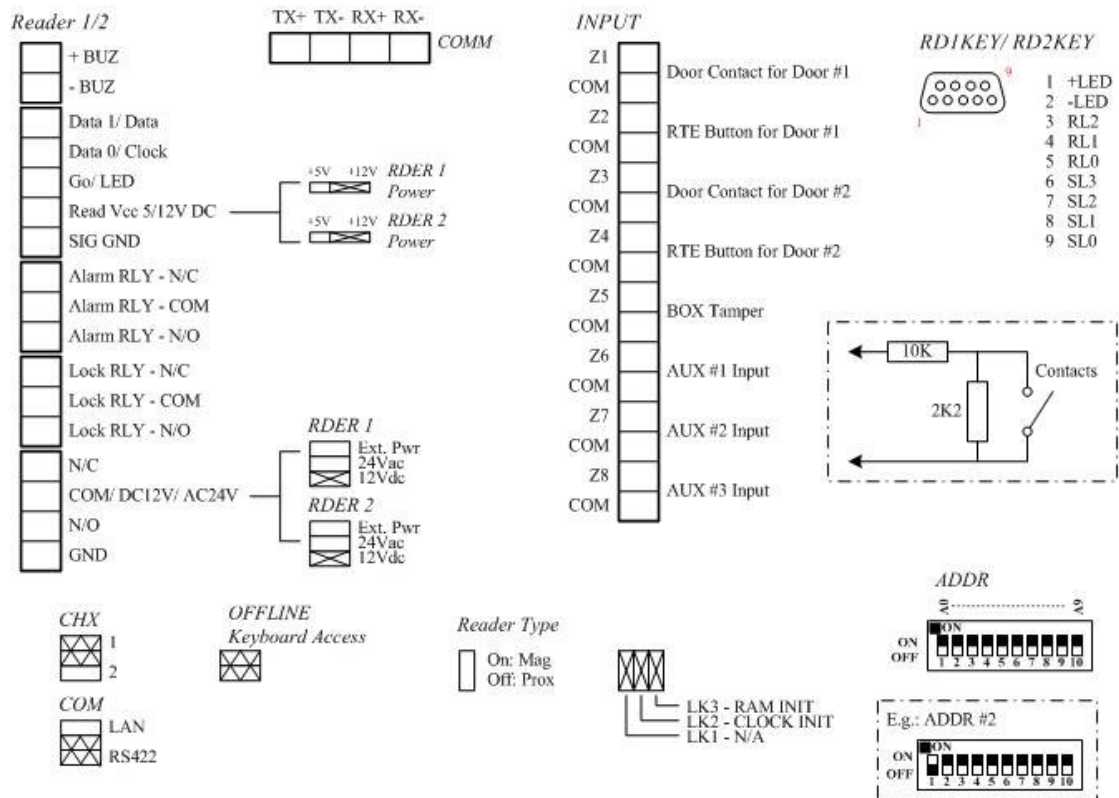 Reader 1/2
+ BUZ
- BUZ
Data 1/ Data
Data 0/ Clock
Go/ LED
Read Vcc 5/12V DC
SIG GND
Alarm RLY - N/C
Alarm RLY - COM
Alarm RLY - N/O
Lock RLY - N/C
Lock RLY - COM
Lock RLY - N/O
N/C
COM/ DC12V/ AC24V
N/O
GND
TX+ TX- RX+ RX-
COMM
+5V +12V RDER 1
Power
+5V +12V RDER 2
Power
RDER 1
Ext. Pwr
24Vac
12Vdc
RDER 2
Ext. Pwr
24Vac
12Vdc
INPUT
Z1
COM
Door Contact for Door #1
Z2
COM
RTE Button for Door #1
Z3
COM
Door Contact for Door #2
Z4
COM
RTE Button for Door #2
Z5
COM
BOX Tamper
Z6
COM
AUX #1 Input
Z7
COM
AUX #2 Input
Z8
COM
AUX #3 Input
RD1KEY/ RD2KEY
9
1
1 +LED
2 -LED
3 RL2
4 RL1
5 RL0
6 SL3
7 SL2
8 SL1
9 SL0
10K
2K2
Contacts
CHX
1
2
COM
LAN
RS422
OFFLINE
Keyboard Access
Reader Type
On: Mag
Off: Prox
LK3 - RAM INIT
LK2 - CLOCK INIT
LK1 - N/A
ADDR
A0 A9
ON
ON
OFF
1 2 3 4 5 6 7 8 9 10
E.g.: ADDR #2
ON
ON
OFF
1 2 3 4 5 6 7 8 9 10